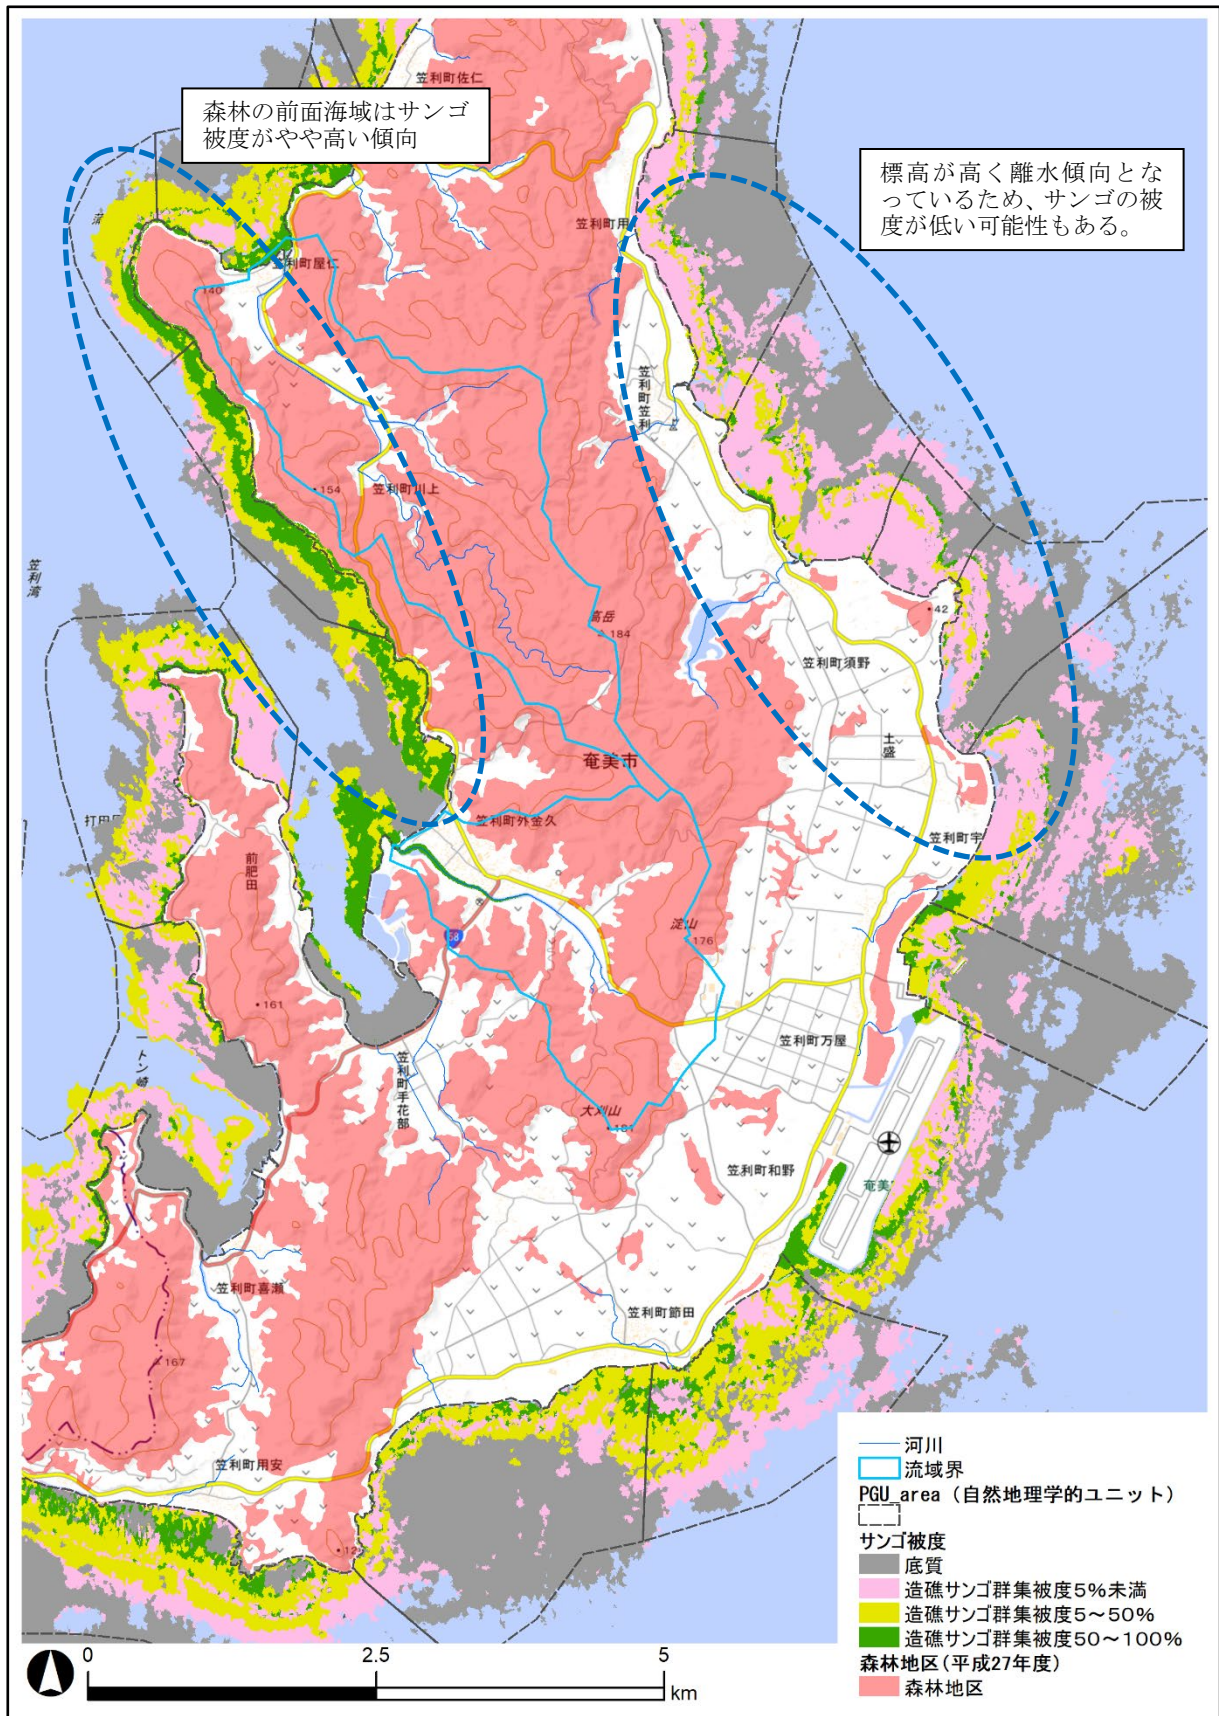 笠利町佐仁
森林の前面海域はサンゴ
被度がやや高い傾向
標高が高く離水傾向とな
っているため、サンゴの被
度が低い可能性もある。
笠利町用
笠利町屋仁
140
笠利町笠利
154
笠利町川上
笠利湾
高岳
184
42
笠利町須野
土盛
奄美市
打田
笠利町外金久
笠利町宇
前肥田
58
淀山
176
161
笠利町万屋
トン崎
笠利町手花部
大刈山
181
笠利町和野
奄美
笠利町喜瀬
笠利町節田
167
笠利町用安
12
河川
流域界
PGU_area（自然地理学的ユニット）
サンゴ被度
底質
造礁サンゴ群集被度5%未満
造礁サンゴ群集被度5～50%
造礁サンゴ群集被度50～100%
森林地区（平成27年度）
森林地区
0 2.5 5
km